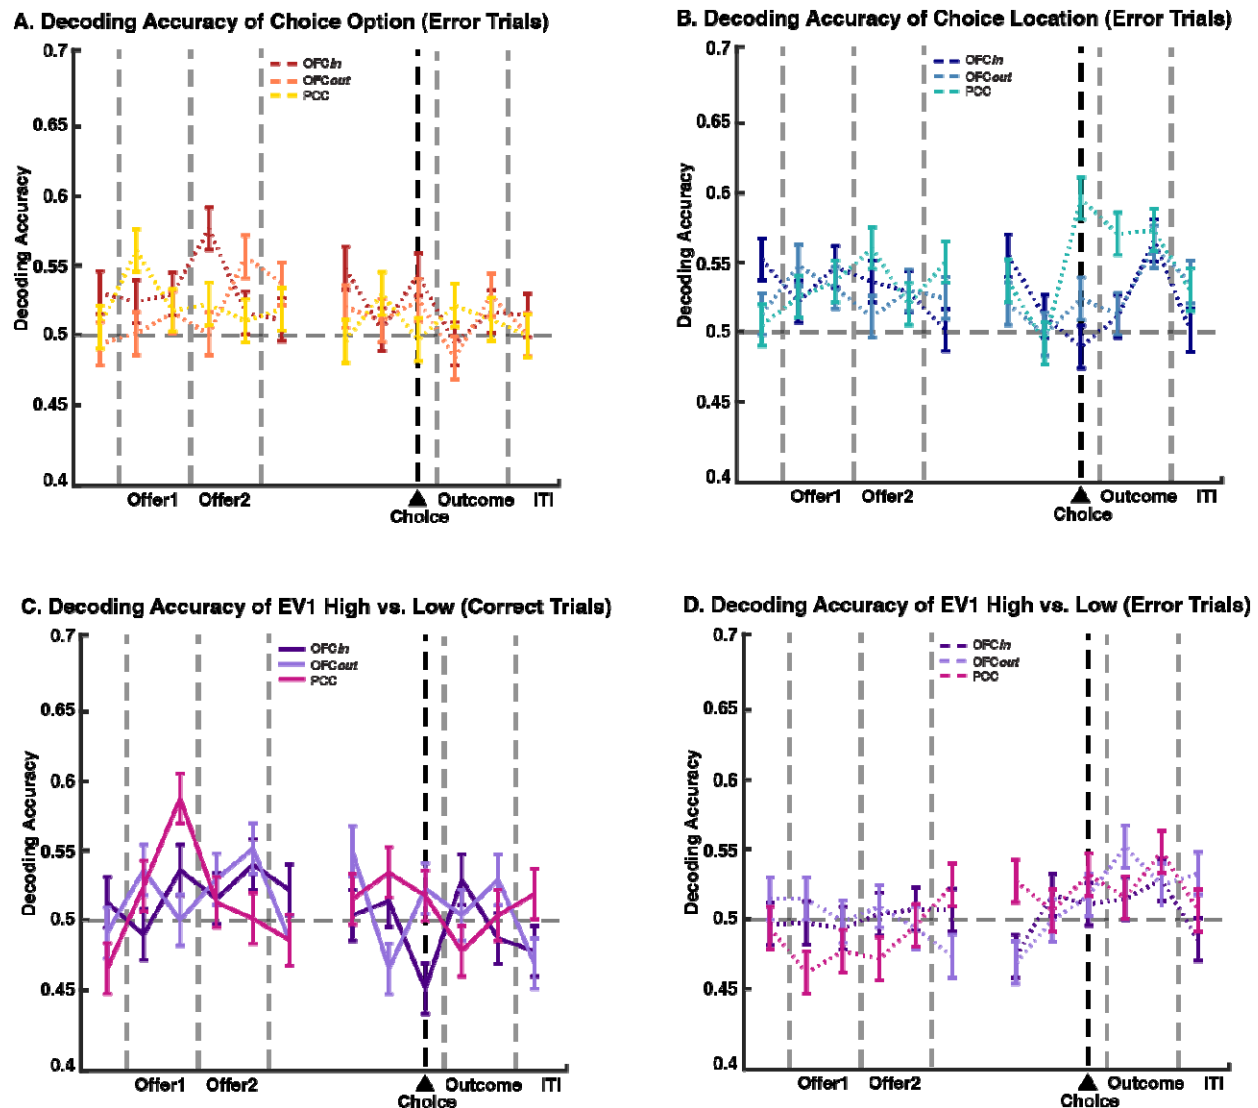 A. Decoding Accuracy of Choice Option (Error Trials)
0.7
0.65
0.6
0.55
0.5
0.45
0.4
Decoding Accuracy
OFCin
OFCout
PCC
Offer1 Offer2 Outcome ITI
Choice
B. Decoding Accuracy of Choice Location (Error Trials)
0.7
0.65
0.6
0.55
0.5
0.45
0.4
Decoding Accuracy
OFCin
OFCout
PCC
Offer1 Offer2 Outcome ITI
Choice
C. Decoding Accuracy of EV1 High vs. Low (Correct Trials)
0.7
0.65
0.6
0.55
0.5
0.45
0.4
Decoding Accuracy
OFCin
OFCout
PCC
Offer1 Offer2 Outcome ITI
Choice
D. Decoding Accuracy of EV1 High vs. Low (Error Trials)
0.7
0.65
0.6
0.55
0.5
0.45
0.4
Decoding Accuracy
OFCin
OFCout
PCC
Offer1 Offer2 Outcome ITI
Choice